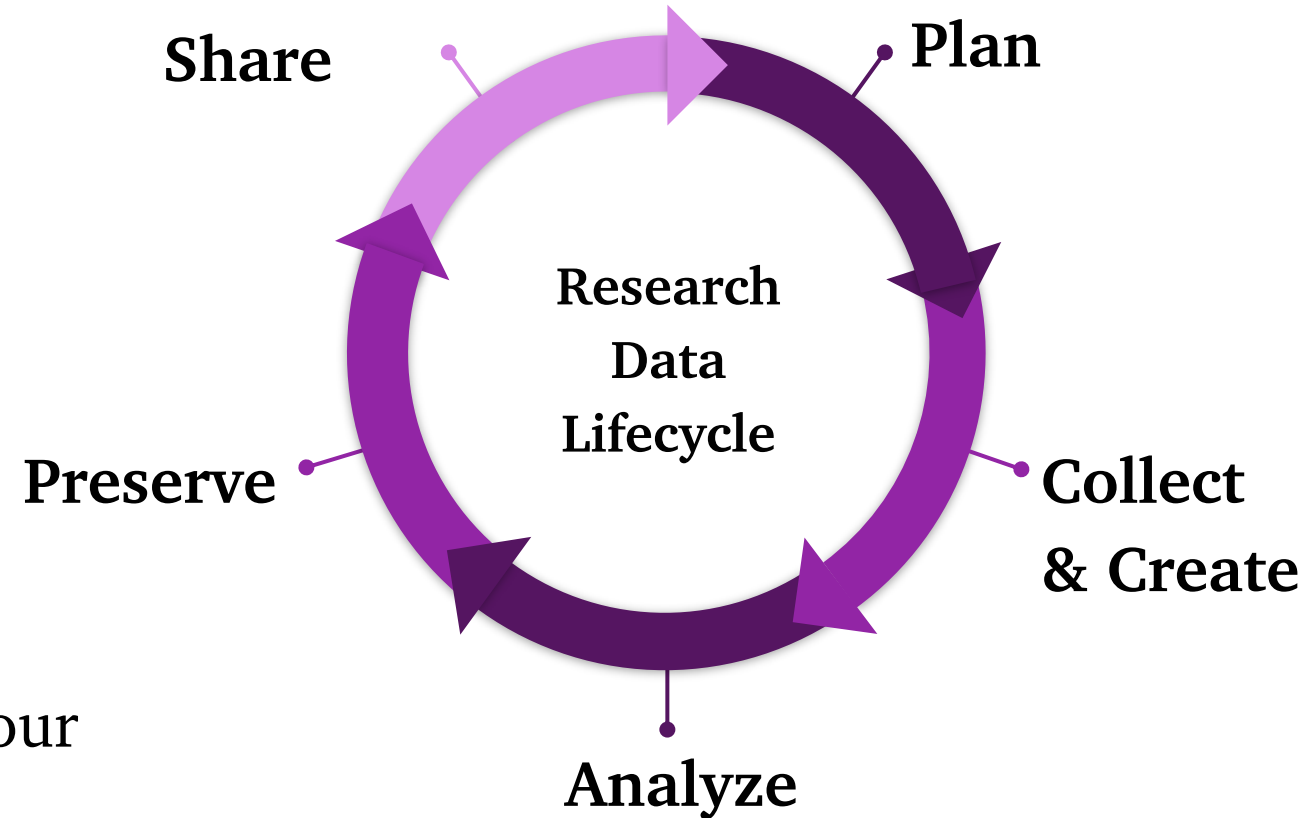 Share
Plan
Research
Data
Lifecycle
Preserve
Collect
& Create
our
Analyze